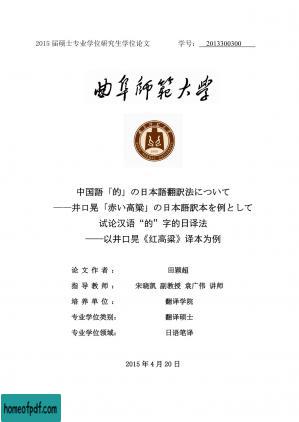 2015 届硕士专业学位研究生学位论文 学号： 2013300300
曲阜师范大学
中国語「的」の日本語翻訳法について
——井口晃「赤い高粱」の日本語訳本を例として
试论汉语“的”字的日译法
——以井口晃《红高粱》译本为例
论 文 作 者 ： 田颖超
指 导 教 师 ： 宋晓凯 副教授 袁广伟 讲师
培 养 单 位 ： 翻译学院
专业学位类别： 翻译硕士
专业学位领域： 日语笔译
2015 年 4 月 20 日
homeofpdf.com